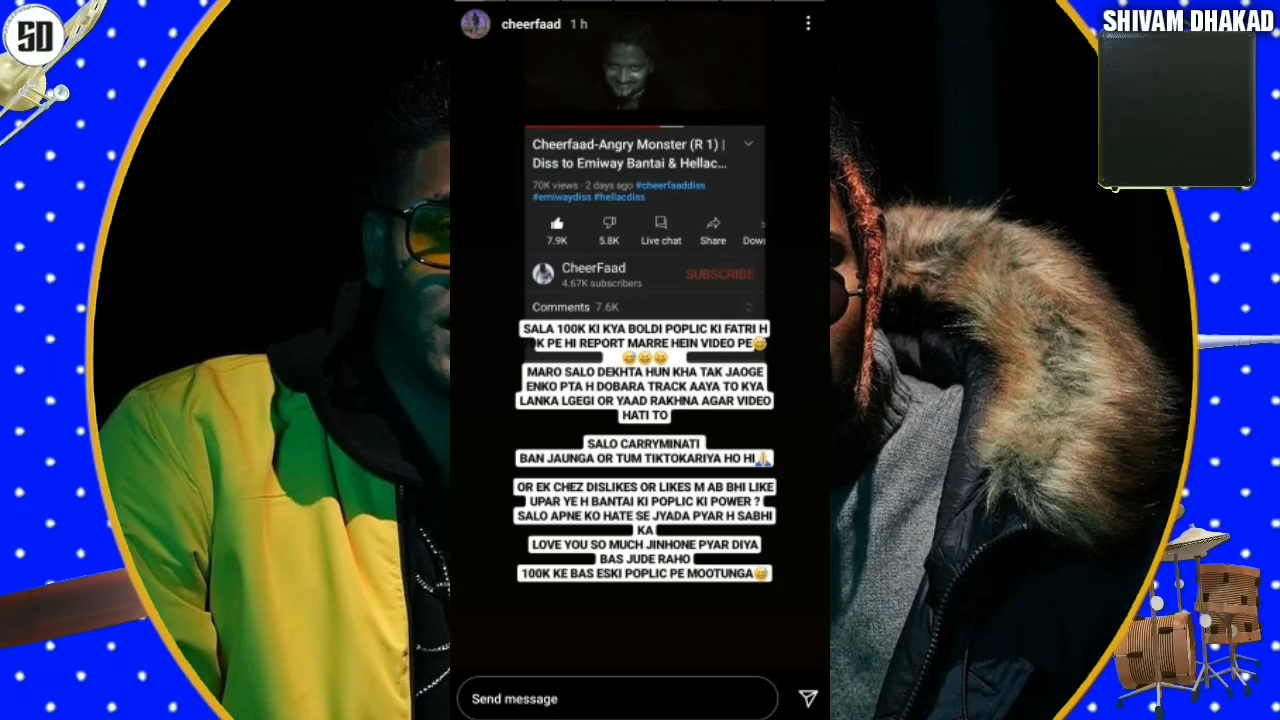 SD
SHIVAM DHAKAD
cheerfaad 1 h
Cheerfaad-Angry Monster (R 1) |
Diss to Emiway Bantai & Hellac...
70K views · 2 days ago #cheerfaaddiss
#emiwaydiss #hellacdiss
7.9K 5.8K Live chat Share Down
CheerFaad SUBSCRIBE
4.67K subscribers
Comments 7.6K
SALA 100K KI KYA BOLDI POPLIC KI FATRI H
70K PE HI REPORT MARRE HEIN VIDEO PE😅
😅😂😂
MARO SALO DEKHTA HUN KHA TAK JAOGE
ENKO PTA H DOBARA TRACK AAYA TO KYA
LANKA LGEGI OR YAAD RAKHNA AGAR VIDEO
HATI TO
SALO CARRYMINATI
BAN JAUNGA OR TUM TIKTOKARIYA HO HI🙏
OR EK CHEZ DISLIKES OR LIKES M AB BHI LIKE
UPAR YE H BANTAI KI POPLIC KI POWER ?
SALO APNE KO HATE SE JYADA PYAR H SABHI
KA
LOVE YOU SO MUCH JINHONE PYAR DIYA
BAS JUDE RAHO
100K KE BAS ESKI POPLIC PE MOOTUNGA😅
Send message